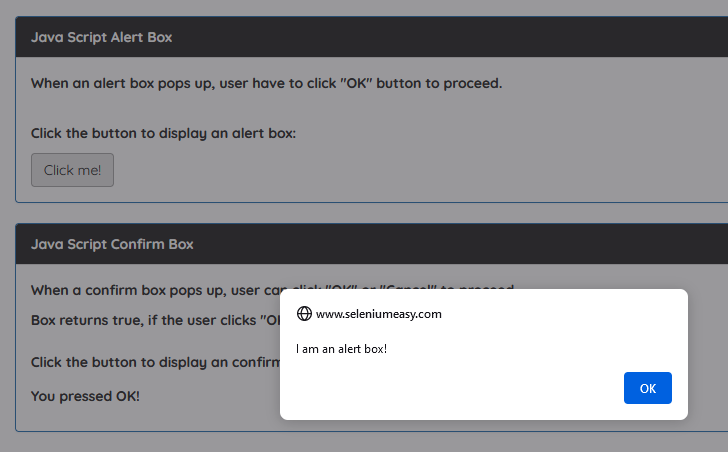 Java Script Alert Box
When an alert box pops up, user have to click "OK" button to proceed.
Click the button to display an alert box:
Click me!
Java Script Confirm Box
When a confirm box pops up, user can click "OK" or "Cancel" to proceed.
Box returns true, if the user clicks
Click the button to display an confirm
You pressed OK!
www.seleniumeasy.com
I am an alert box!
OK